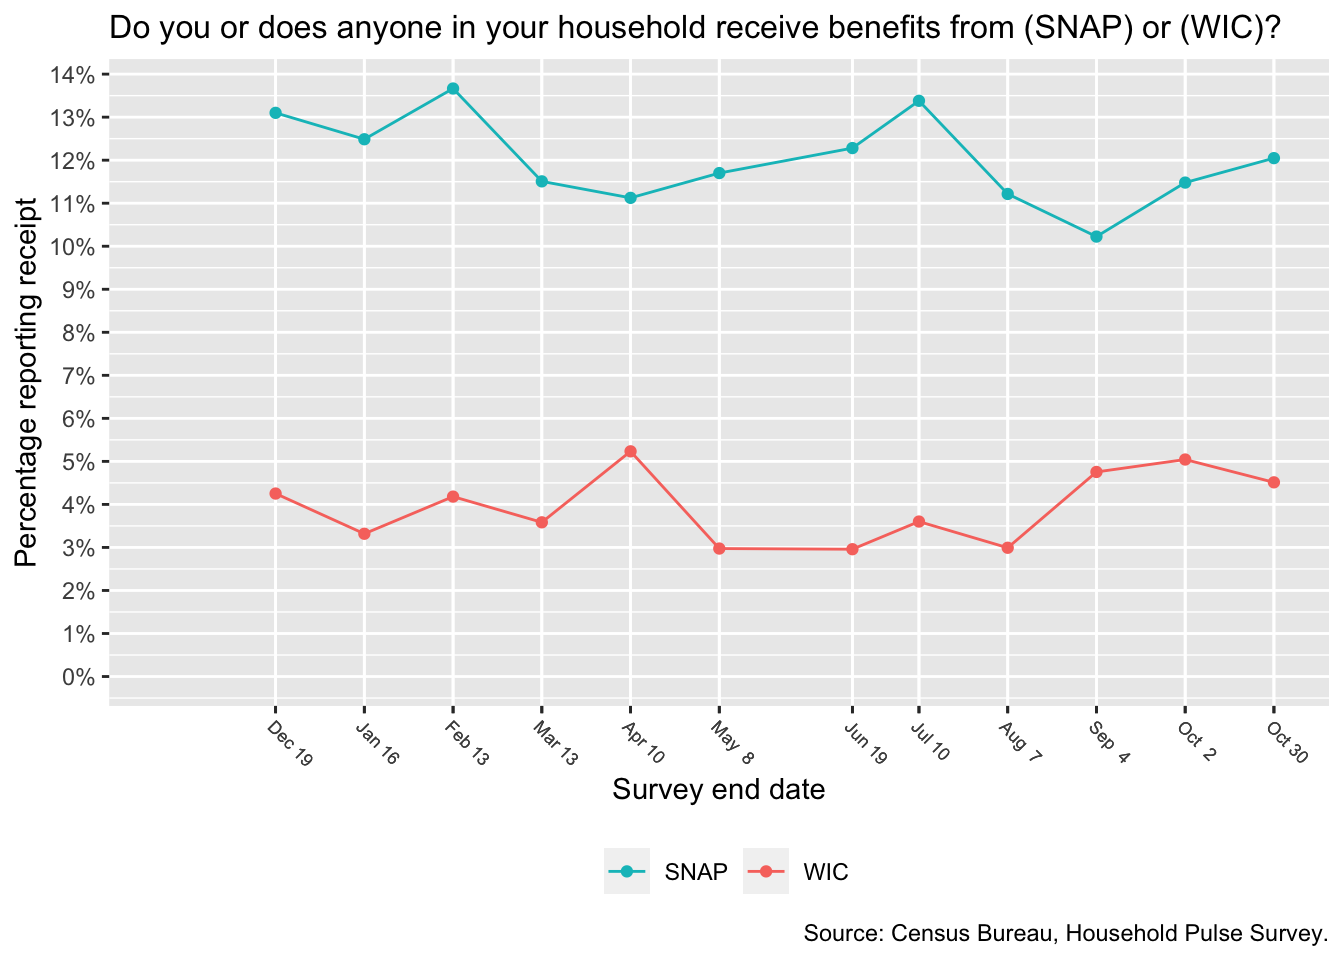 Do you or does anyone in your household receive benefits from (SNAP) or (WIC)?
Percentage reporting receipt
14%
13%
12%
11%
10%
9%
8%
7%
6%
5%
4%
3%
2%
1%
0%
Dec 19
Jan 16
Feb 13
Mar 13
Apr 10
May 8
Jun 19
Jul 10
Aug 7
Sep 4
Oct 2
Oct 30
Survey end date
SNAP
WIC
Source: Census Bureau, Household Pulse Survey.